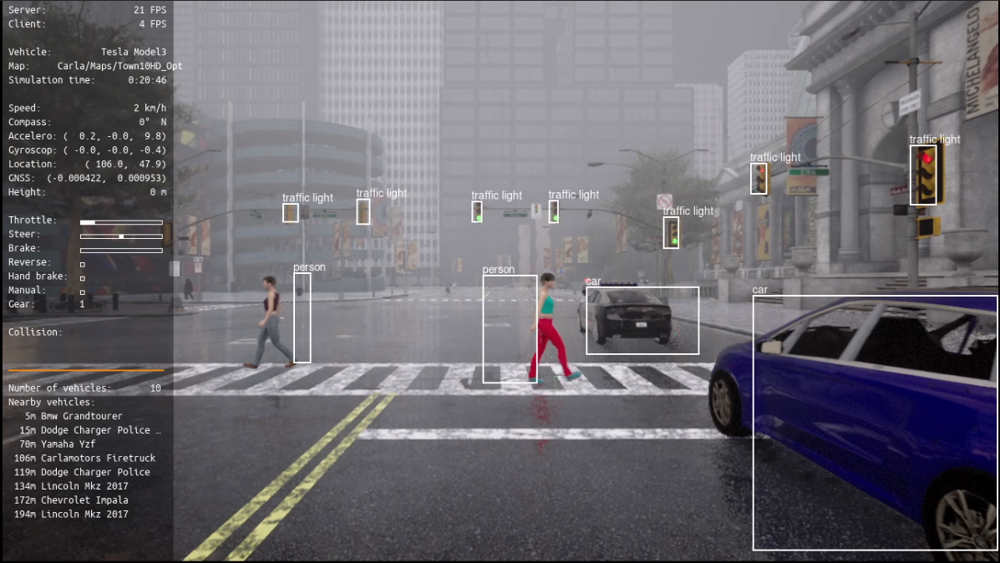 Server: 21 FPS
Client: 4 FPS
Vehicle: Tesla Model3
Map: Carla/Maps/Town10HD_Opt
Simulation time: 0:20:46
Speed: 2 km/h
Compass: 0° N
Accelero: ( 0.2, -0.0, 9.8)
Gyroscop: ( -0.0, -0.0, -0.4)
Location: ( 106.0, 47.9)
GNSS: (-0.000422, 0.000953)
Height: 0 m
Throttle:
Steer:
Brake:
Reverse:
Hand brake:
Manual:
Gear: 1
Collision:
Number of vehicles: 10
Nearby vehicles:
5m Bmw Grandtourer
15m Dodge Charger Police …
70m Yamaha Yzf
106m Carlamotors Firetruck
119m Dodge Charger Police
134m Lincoln Mkz 2017
172m Chevrolet Impala
194m Lincoln Mkz 2017
MICHELANGELO
traffic light
traffic light
traffic light
traffic light
traffic light
traffic light
traffic light
person
person
car
car